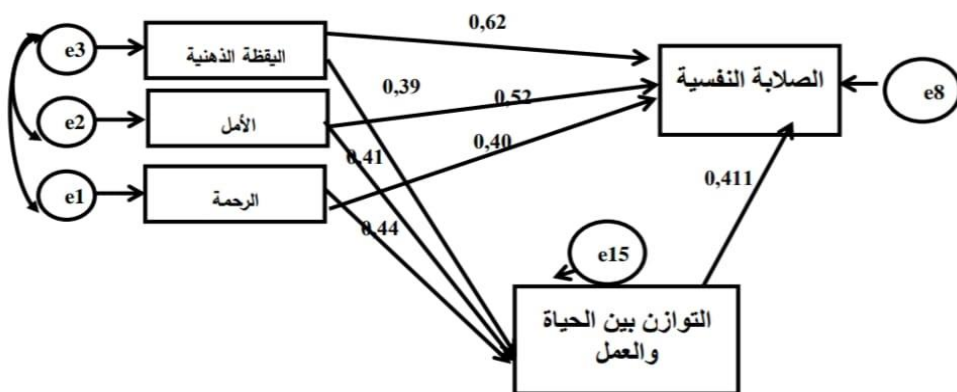 e3
اليقظة الذهنية
0,62
الصلابة النفسية
e8
0,39
0,52
e2
الأمل
0,41
0,40
e1
الرحمة
0,44
0,411
e15
التوازن بين الحياة
والعمل